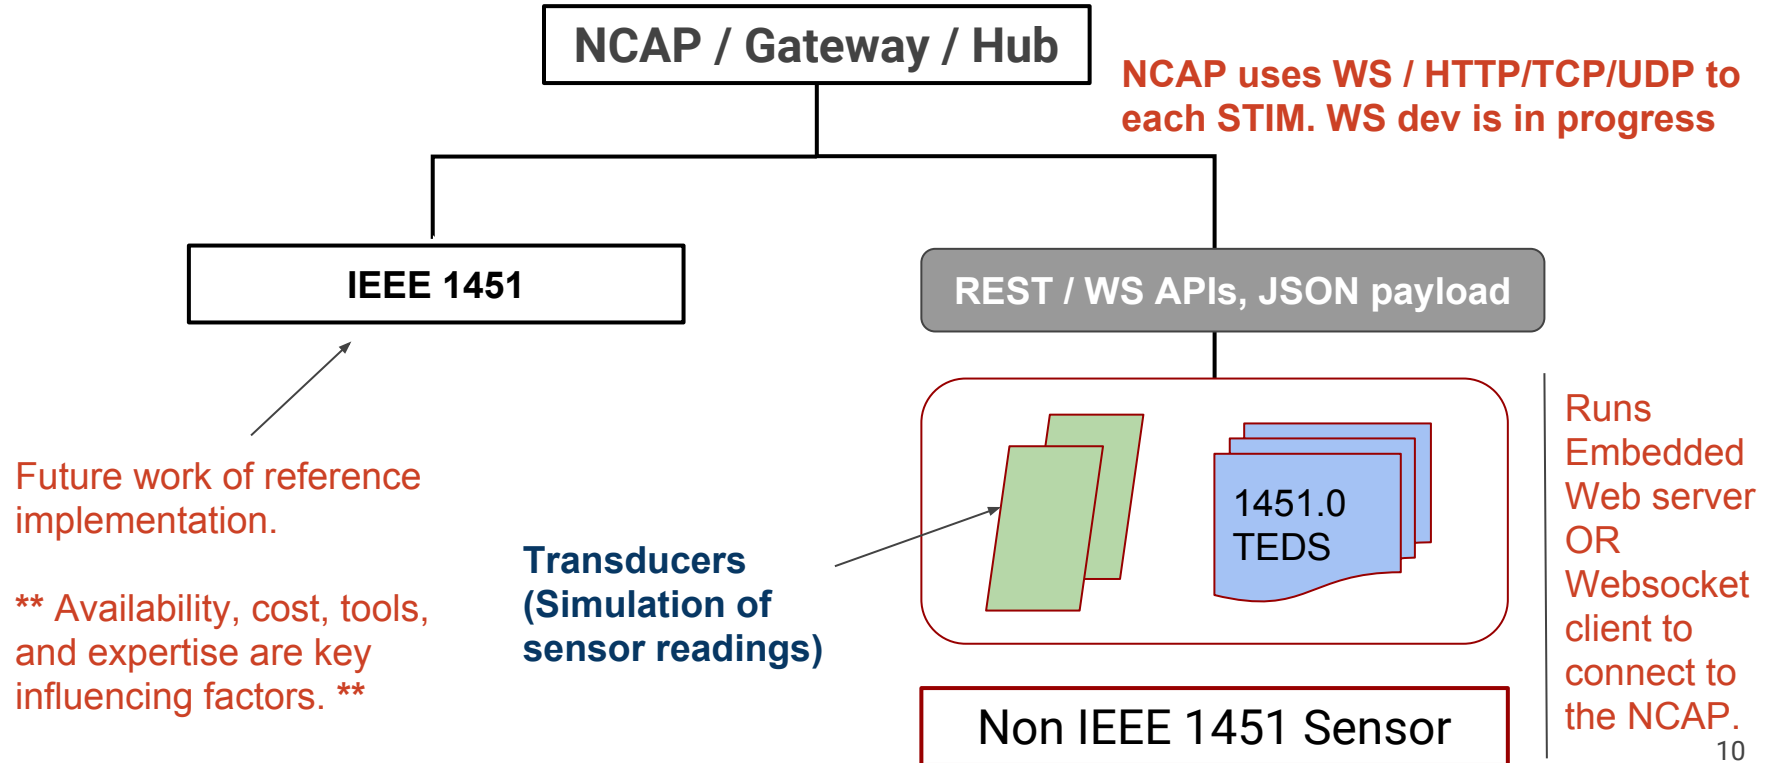 NCAP / Gateway / Hub
NCAP uses WS / HTTP/TCP/UDP to
each STIM. WS dev is in progress
IEEE 1451
REST / WS APIs, JSON payload
Future work of reference
implementation.
** Availability, cost, tools,
and expertise are key
influencing factors. **
Transducers
(Simulation of
sensor readings)
1451.0
TEDS
Runs
Embedded
Web server
OR
Websocket
client to
connect to
the NCAP.
Non IEEE 1451 Sensor
10